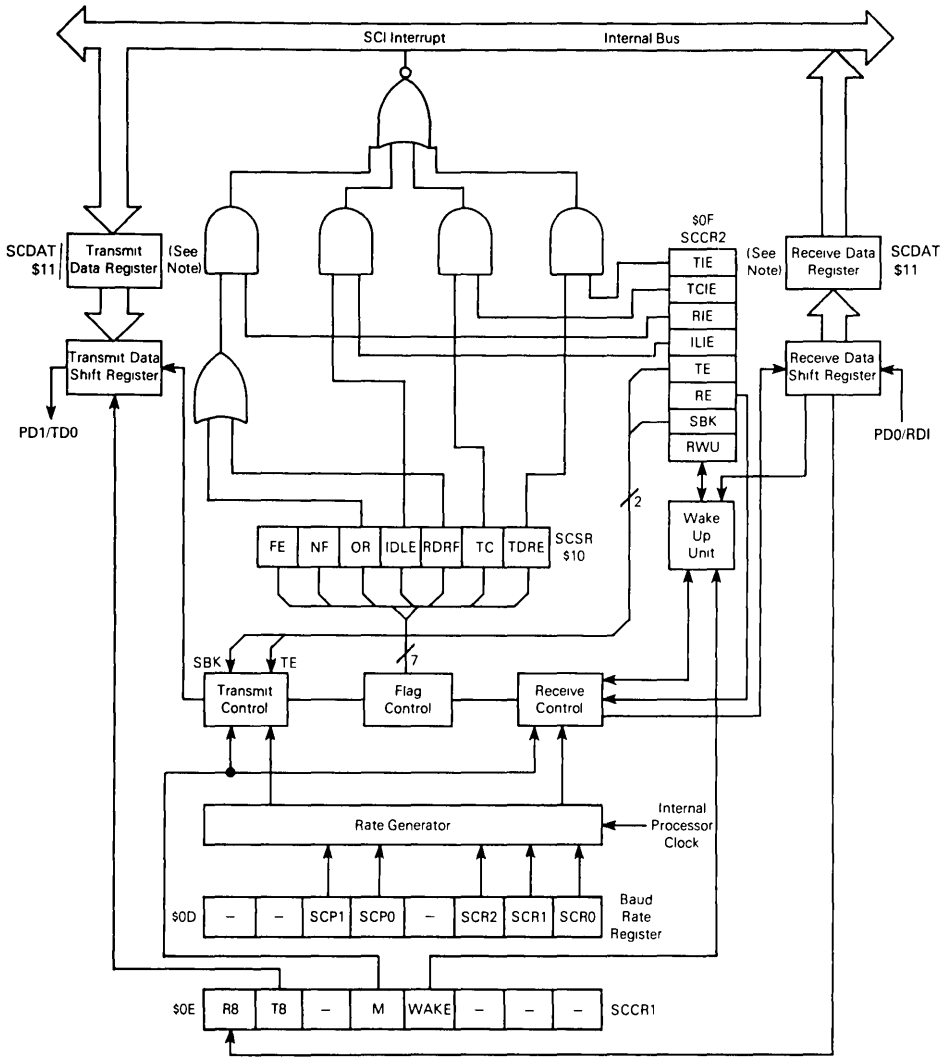 SCI Interrupt
Internal Bus
SCDAT
$11
Transmit
Data Register
(See
Note)
$0F
SCCR2
TIE
TCIE
RIE
ILIE
TE
RE
SBK
RWU
(See
Note)
Receive Data
Register
SCDAT
$11
Transmit Data
Shift Register
Receive Data
Shift Register
PD1/TD0
PD0/RDI
2
Wake
Up
Unit
FE
NF
OR
IDLE
RDRF
TC
TDRE
SCSR
$10
7
SBK
TE
Transmit
Control
Flag
Control
Receive
Control
Rate Generator
Internal
Processor
Clock
$0D
–
–
SCP1
SCP0
–
SCR2
SCR1
SCR0
Baud
Rate
Register
$0E
R8
T8
–
M
WAKE
–
–
–
SCCR1